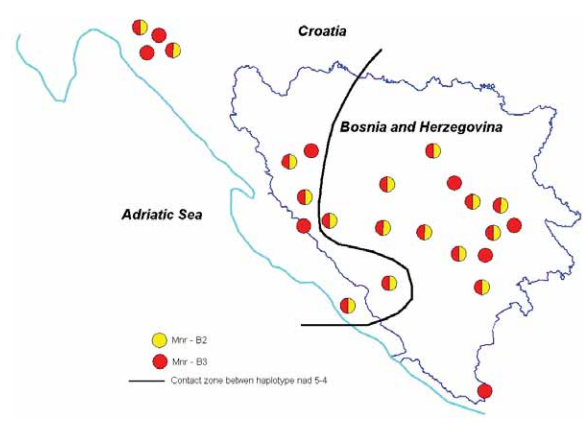 Croatia
Bosnia and Herzegovina
Adriatic Sea
Mnr - B2
Mnr - B3
Contact zone betwen haplotype nad 5-4